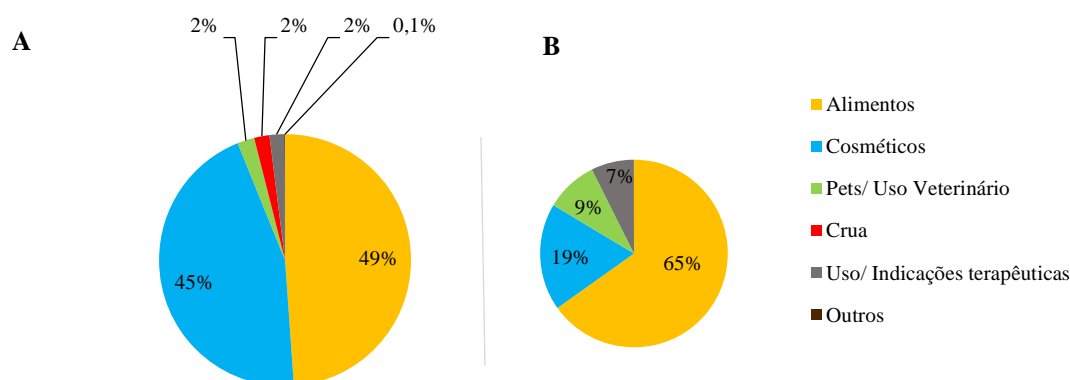 2%
2%
2%
0,1%
A
B
49%
45%
65%
19%
9%
7%
Alimentos
Cosméticos
Pets/ Uso Veterinário
Crua
Uso/ Indicações terapêuticas
Outros